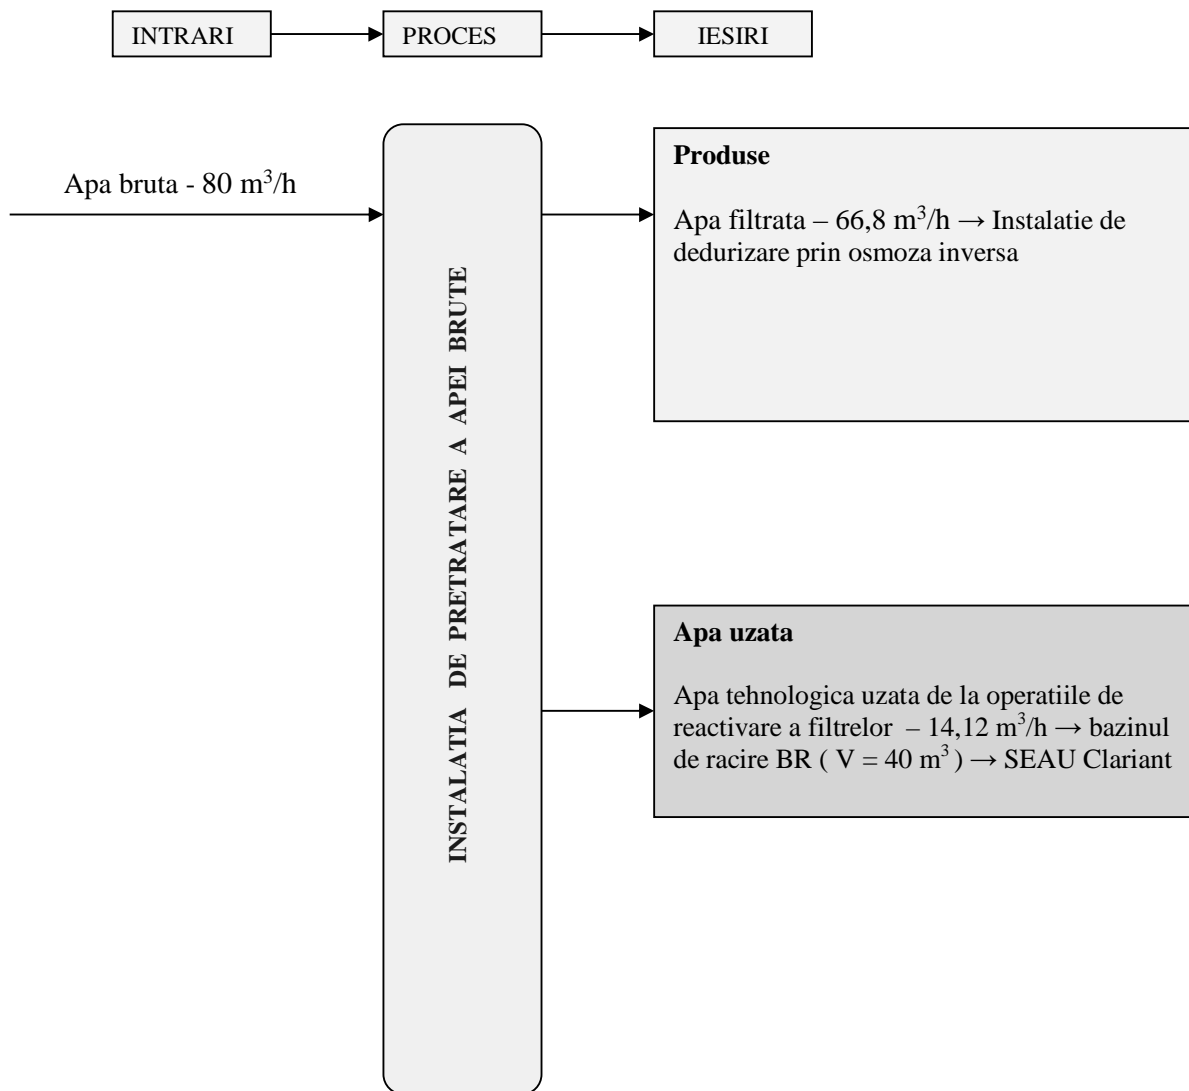 INTRARI
PROCES
IESIRI
Apa bruta - 80 m³/h
INSTALATIA DE PRETRATARE A APEI BRUTE
Produse
Apa filtrata – 66,8 m³/h → Instalatie de
dedurizare prin osmoza inversa
Apa uzata
Apa tehnologica uzata de la operatiile de
reactivare a filtrelor – 14,12 m³/h → bazinul
de racire BR ( V = 40 m³ ) → SEAU Clariant